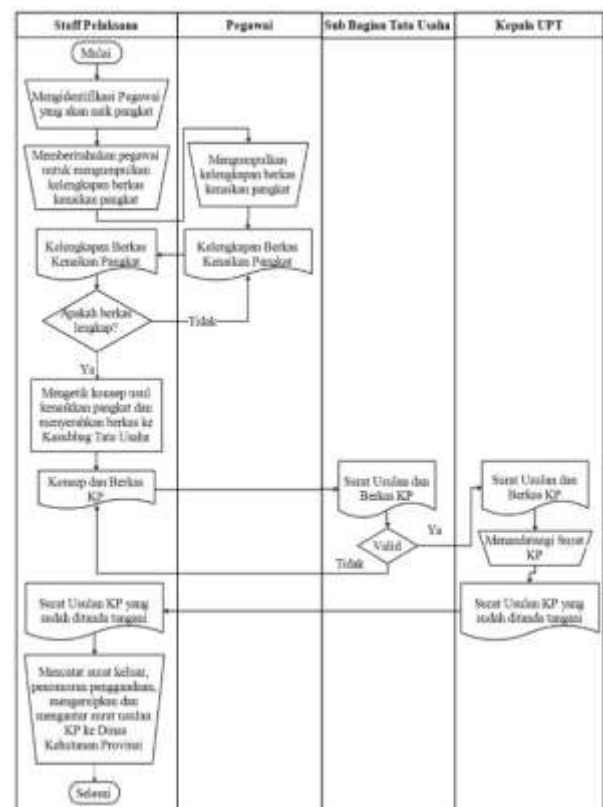 Staff Pelaksana
Pegawai
Sub Bagian Tata Usaha
Kepala UPT
Mulai
Mengidentifikasi Pegawai
yang akan naik pangkat
Memberitahukan pegawai
untuk mengumpulkan
kelengkapan berkas
kenaikan pangkat
Mengumpulkan
kelengkapan berkas
kenaikan pangkat
Kelengkapan Berkas
Kenaikan Pangkat
Kelengkapan Berkas
Kenaikan Pangkat
Apakah berkas
lengkap?
Tidak
Ya
Mengetik konsep usul
kenaikkan pangkat dan
menyerahkan berkas ke
Kasubbag Tata Usaha
Konsep dan Berkas
KP
Surat Usulan dan
Berkas KP
Surat Usulan dan
Berkas KP
Valid
Ya
Tidak
Menandatangi Surat
KP
Surat Usulan KP yang
sudah ditanda tangani
Surat Usulan KP yang
sudah ditanda tangani
Mencatat surat keluar,
penomoran penggandaan,
mengarsipkan dan
mengantar surat usulan
KP ke Dinas
Kehutanan Provinsi
Selesai